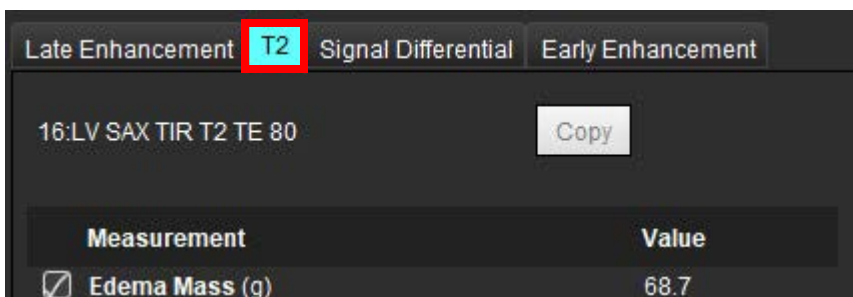 Late Enhancement T2 Signal Differential Early Enhancement
16:LV SAX TIR T2 TE 80 Copy
Measurement Value
Edema Mass (g) 68.7